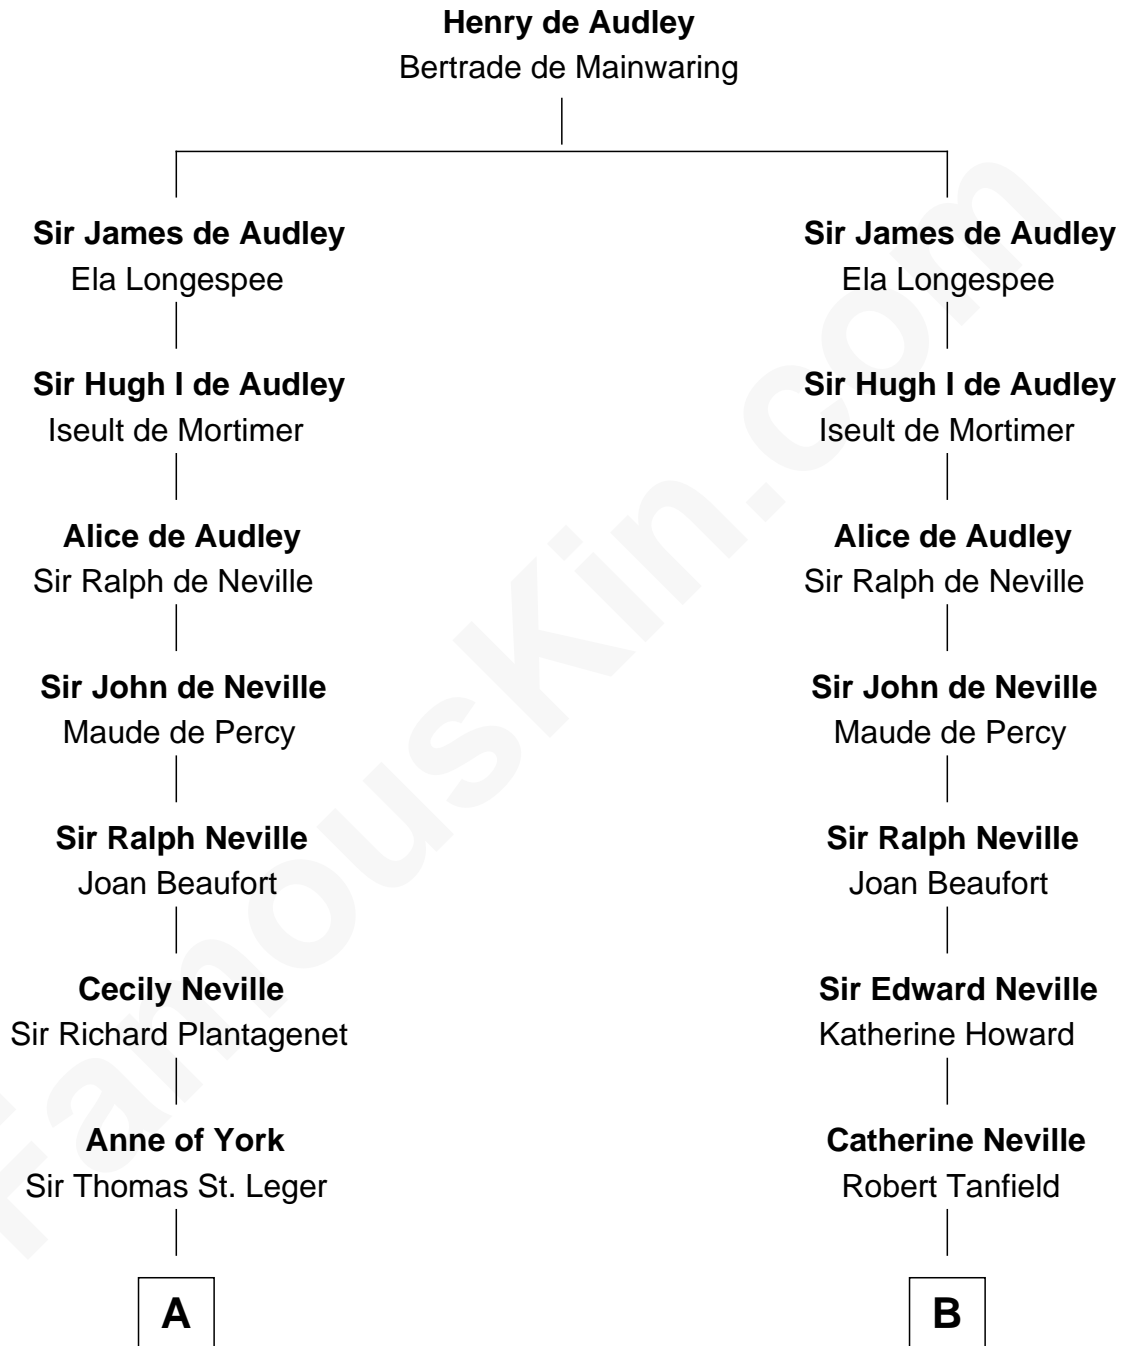 Henry de Audley
Bertrade de Mainwaring
Sir James de Audley
Ela Longespee
Sir Hugh I de Audley
Iseult de Mortimer
Alice de Audley
Sir Ralph de Neville
Sir John de Neville
Maude de Percy
Sir Ralph Neville
Joan Beaufort
Cecily Neville
Sir Richard Plantagenet
Anne of York
Sir Thomas St. Leger
A
Sir James de Audley
Ela Longespee
Sir Hugh I de Audley
Iseult de Mortimer
Alice de Audley
Sir Ralph de Neville
Sir John de Neville
Maude de Percy
Sir Ralph Neville
Joan Beaufort
Sir Edward Neville
Katherine Howard
Catherine Neville
Robert Tanfield
B
FamousKin.com